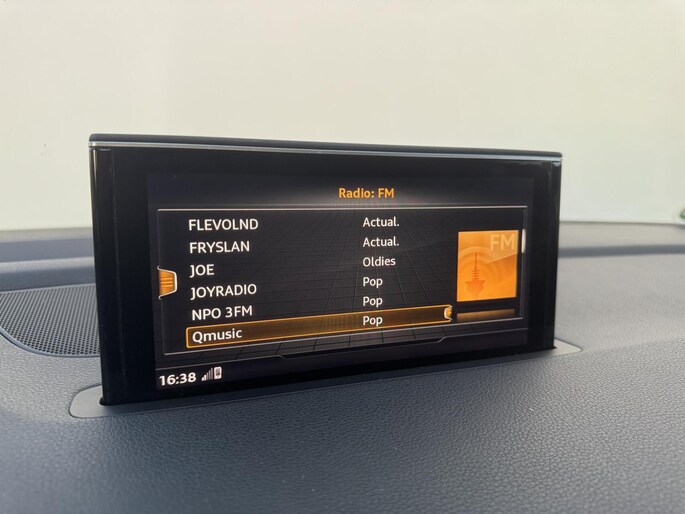 Radio: FM
FLEVOLND Actual.
FRYSLAN Actual.
JOE Oldies
JOYRADIO Pop
NPO 3FM Pop
Qmusic Pop
FM
16:38